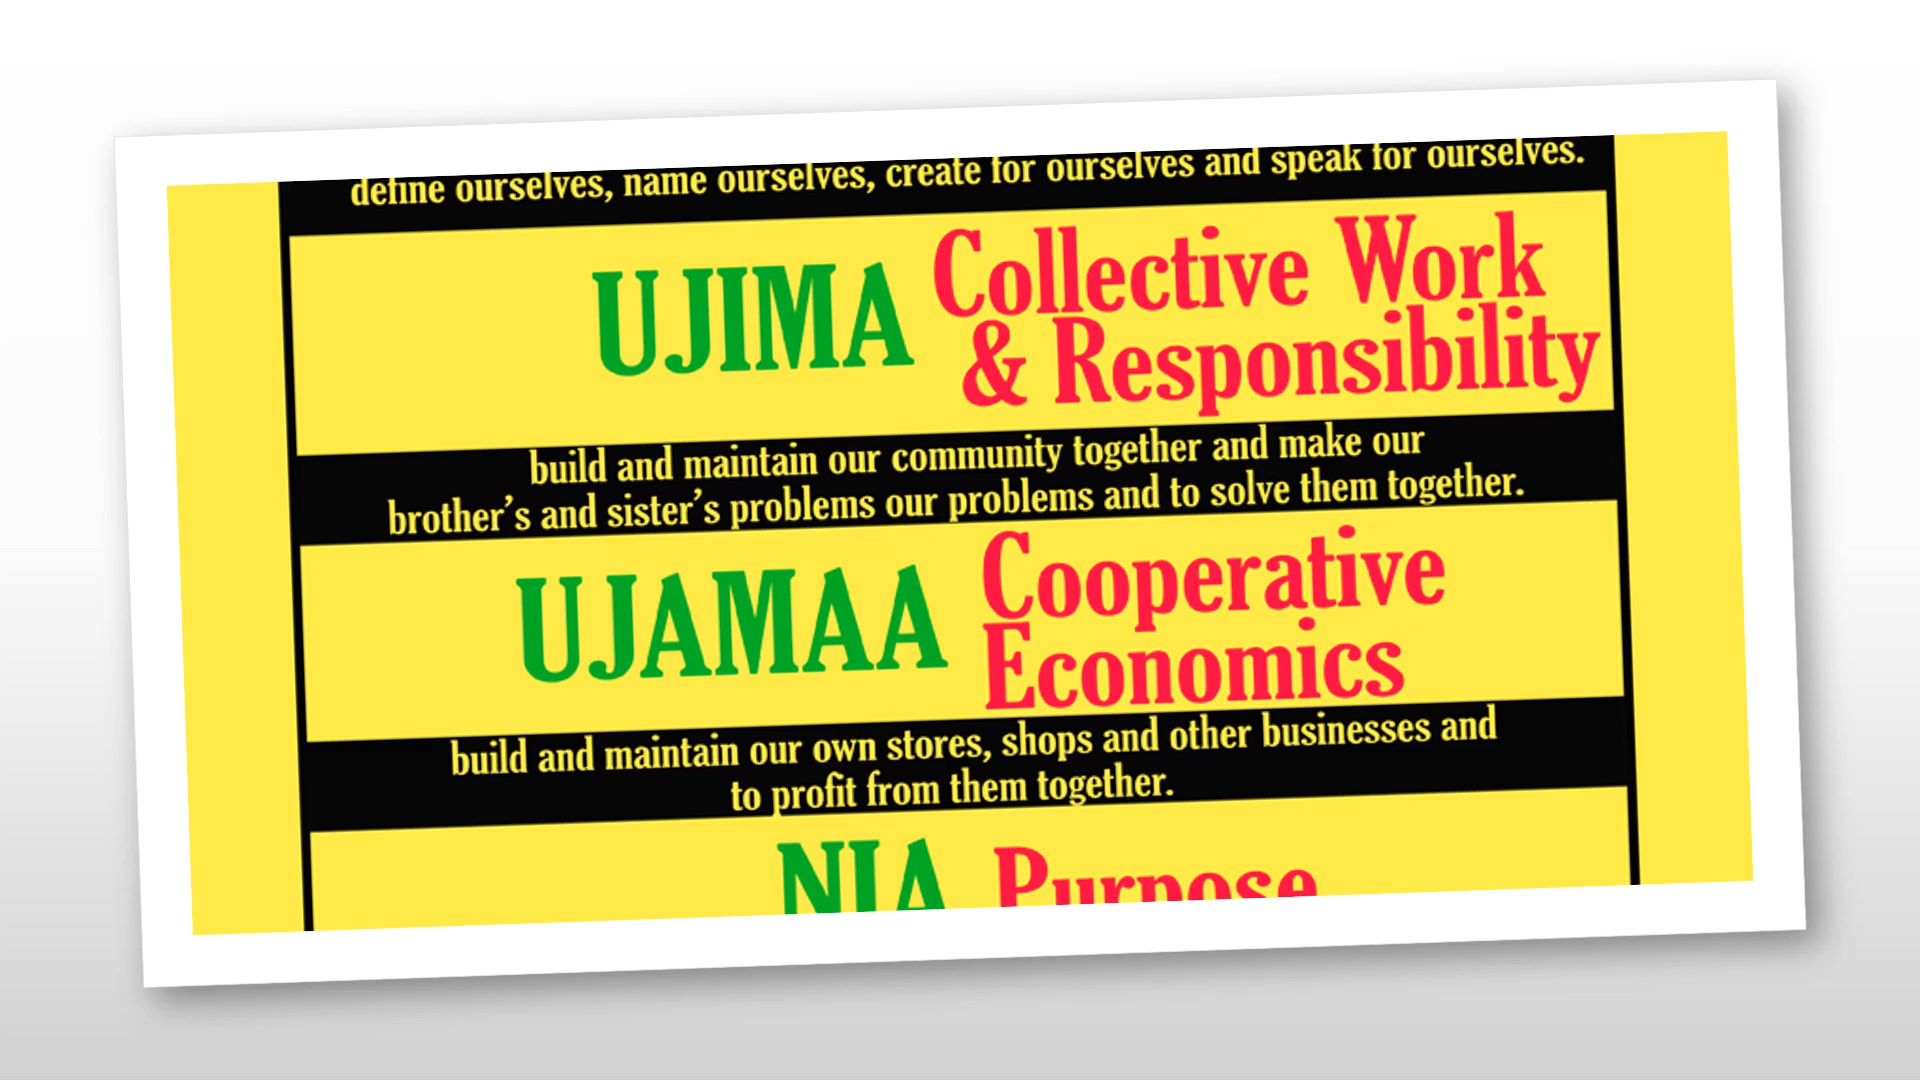 define ourselves, name ourselves, create for ourselves and speak for ourselves.
UJIMA Collective Work
& Responsibility
build and maintain our community together and make our
brother’s and sister’s problems our problems and to solve them together.
UJAMAA Cooperative
Economics
build and maintain our own stores, shops and other businesses and
to profit from them together.
NIA Purpose